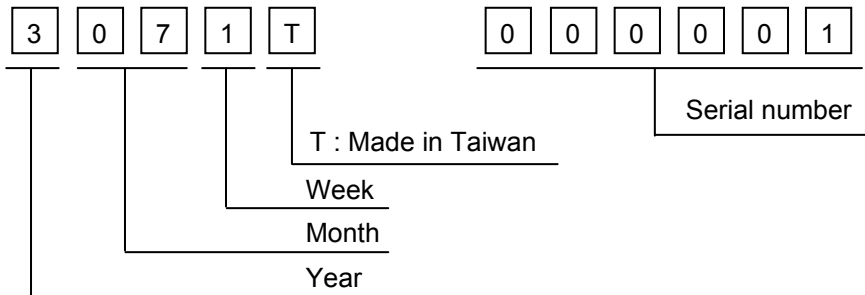 3 0 7 1 T 0 0 0 0 0 1
Serial number
T : Made in Taiwan
Week
Month
Year